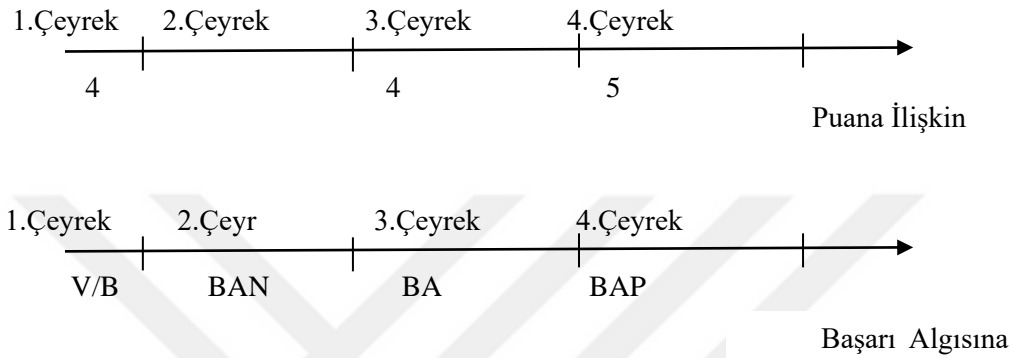 1.Çeyrek 2.Çeyrek 3.Çeyrek 4.Çeyrek
4 4 5
Puana İlişkin
1.Çeyrek 2.Çeyr 3.Çeyrek 4.Çeyrek
V/B BAN BA BAP
Başarı Algısına